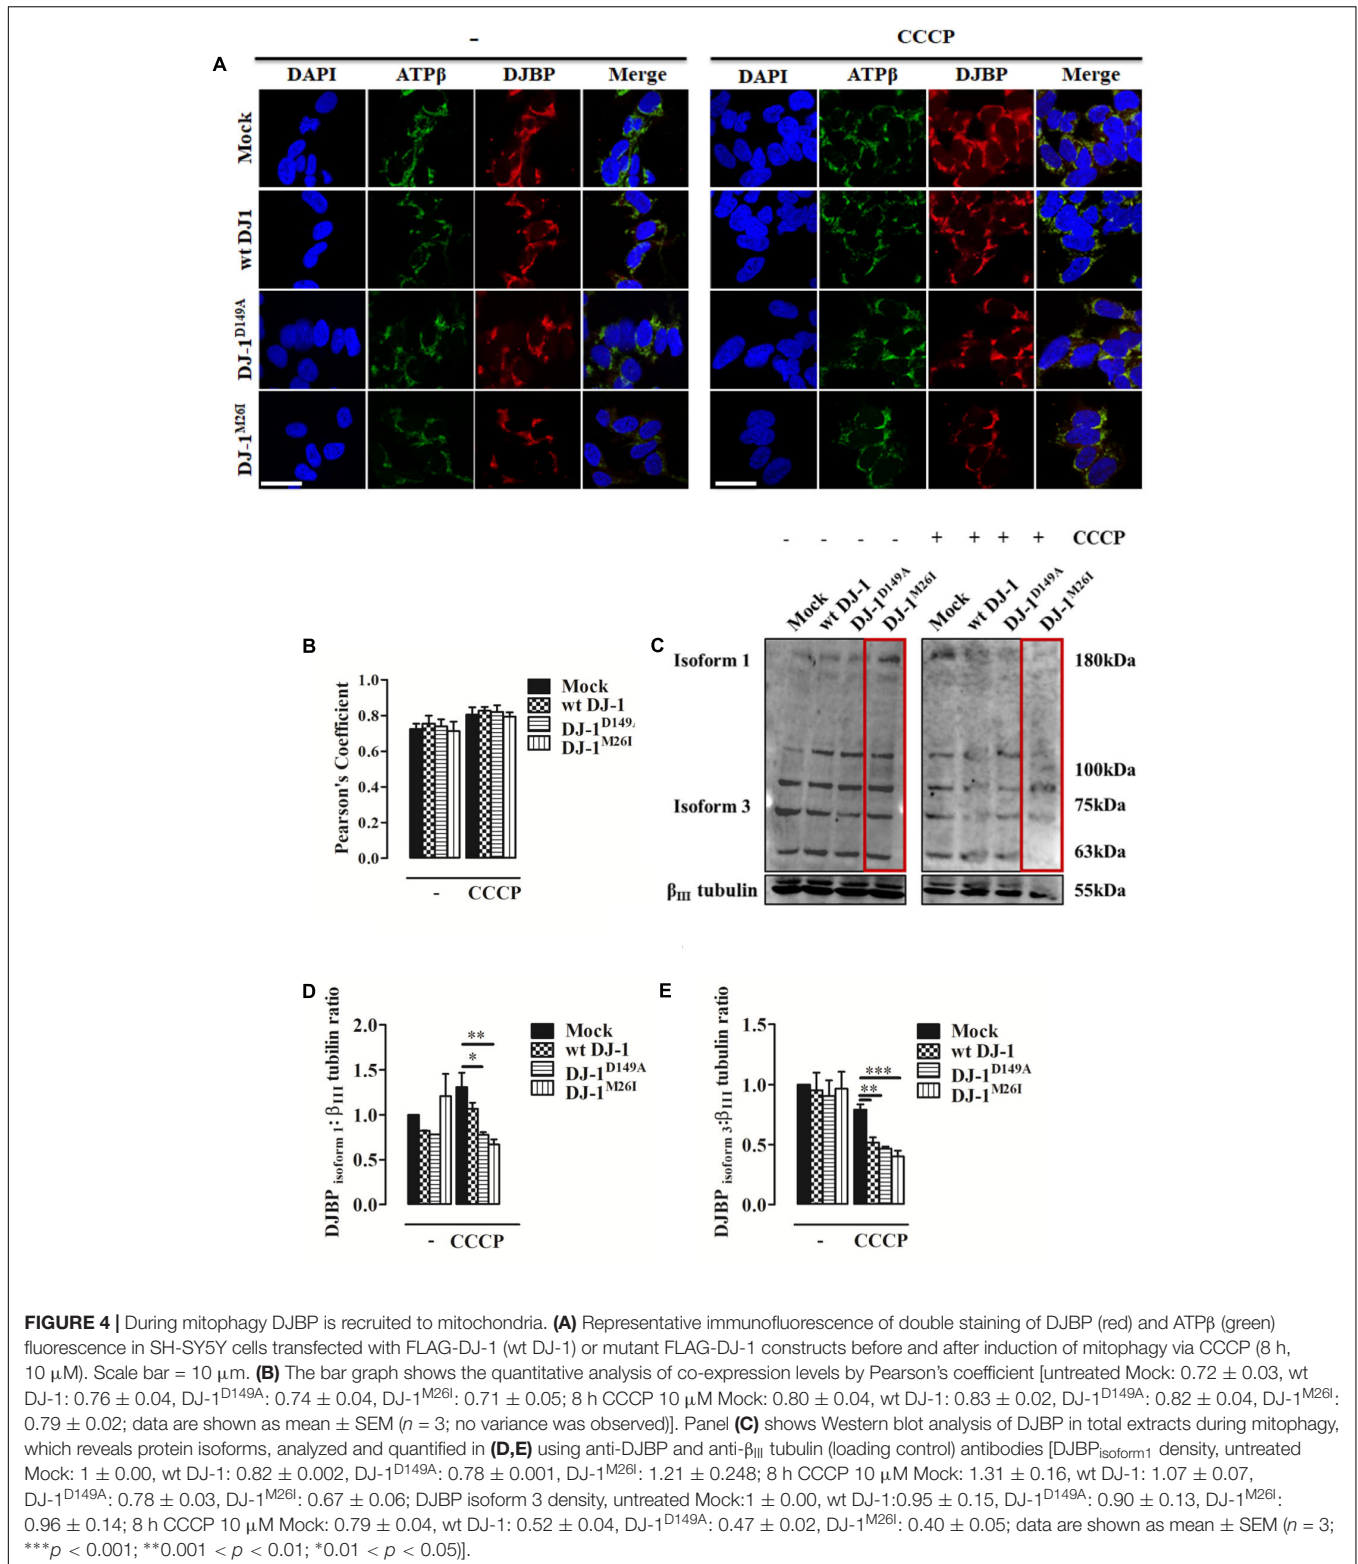 - CCCP
A
DAPI ATPβ DJBP Merge DAPI ATPβ DJBP Merge
Mock
wt DJ1
DJ-1D149A
DJ-1M26I
- - - - + + + + CCCP
Mock wt DJ-1 DJ-1D149A DJ-1M26I Mock wt DJ-1 DJ-1D149A DJ-1M26I
B
Pearson's Coefficient
1.0
0.8
0.6
0.4
0.2
0.0
- CCCP
Mock
wt DJ-1
DJ-1D149A
DJ-1M26I
C
Isoform 1 180kDa
100kDa
Isoform 3 75kDa
63kDa
βIII tubulin 55kDa
D
DJBP isoform 1: βIII tubilin ratio
2.0
1.5
1.0
0.5
0.0
**
*
- CCCP
Mock
wt DJ-1
DJ-1D149A
DJ-1M26I
E
DJBP isoform 3:βIII tubulin ratio
1.5
1.0
0.5
0.0
***
**
- CCCP
Mock
wt DJ-1
DJ-1D149A
DJ-1M26I
FIGURE 4 | During mitophagy DJBP is recruited to mitochondria. (A) Representative immunofluorescence of double staining of DJBP (red) and ATPβ (green)
fluorescence in SH-SY5Y cells transfected with FLAG-DJ-1 (wt DJ-1) or mutant FLAG-DJ-1 constructs before and after induction of mitophagy via CCCP (8 h,
10 μM). Scale bar = 10 μm. (B) The bar graph shows the quantitative analysis of co-expression levels by Pearson's coefficient [untreated Mock: 0.72 ± 0.03, wt
DJ-1: 0.76 ± 0.04, DJ-1D149A: 0.74 ± 0.04, DJ-1M26I: 0.71 ± 0.05; 8 h CCCP 10 μM Mock: 0.80 ± 0.04, wt DJ-1: 0.83 ± 0.02, DJ-1D149A: 0.82 ± 0.04, DJ-1M26I:
0.79 ± 0.02; data are shown as mean ± SEM (n = 3; no variance was observed)]. Panel (C) shows Western blot analysis of DJBP in total extracts during mitophagy,
which reveals protein isoforms, analyzed and quantified in (D,E) using anti-DJBP and anti-βIII tubulin (loading control) antibodies [DJBPisoform1 density, untreated
Mock: 1 ± 0.00, wt DJ-1: 0.82 ± 0.002, DJ-1D149A: 0.78 ± 0.001, DJ-1M26I: 1.21 ± 0.248; 8 h CCCP 10 μM Mock: 1.31 ± 0.16, wt DJ-1: 1.07 ± 0.07,
DJ-1D149A: 0.78 ± 0.03, DJ-1M26I: 0.67 ± 0.06; DJBP isoform 3 density, untreated Mock:1 ± 0.00, wt DJ-1:0.95 ± 0.15, DJ-1D149A: 0.90 ± 0.13, DJ-1M26I:
0.96 ± 0.14; 8 h CCCP 10 μM Mock: 0.79 ± 0.04, wt DJ-1: 0.52 ± 0.04, DJ-1D149A: 0.47 ± 0.02, DJ-1M26I: 0.40 ± 0.05; data are shown as mean ± SEM (n = 3;
***p < 0.001; **0.001 < p < 0.01; *0.01 < p < 0.05)].